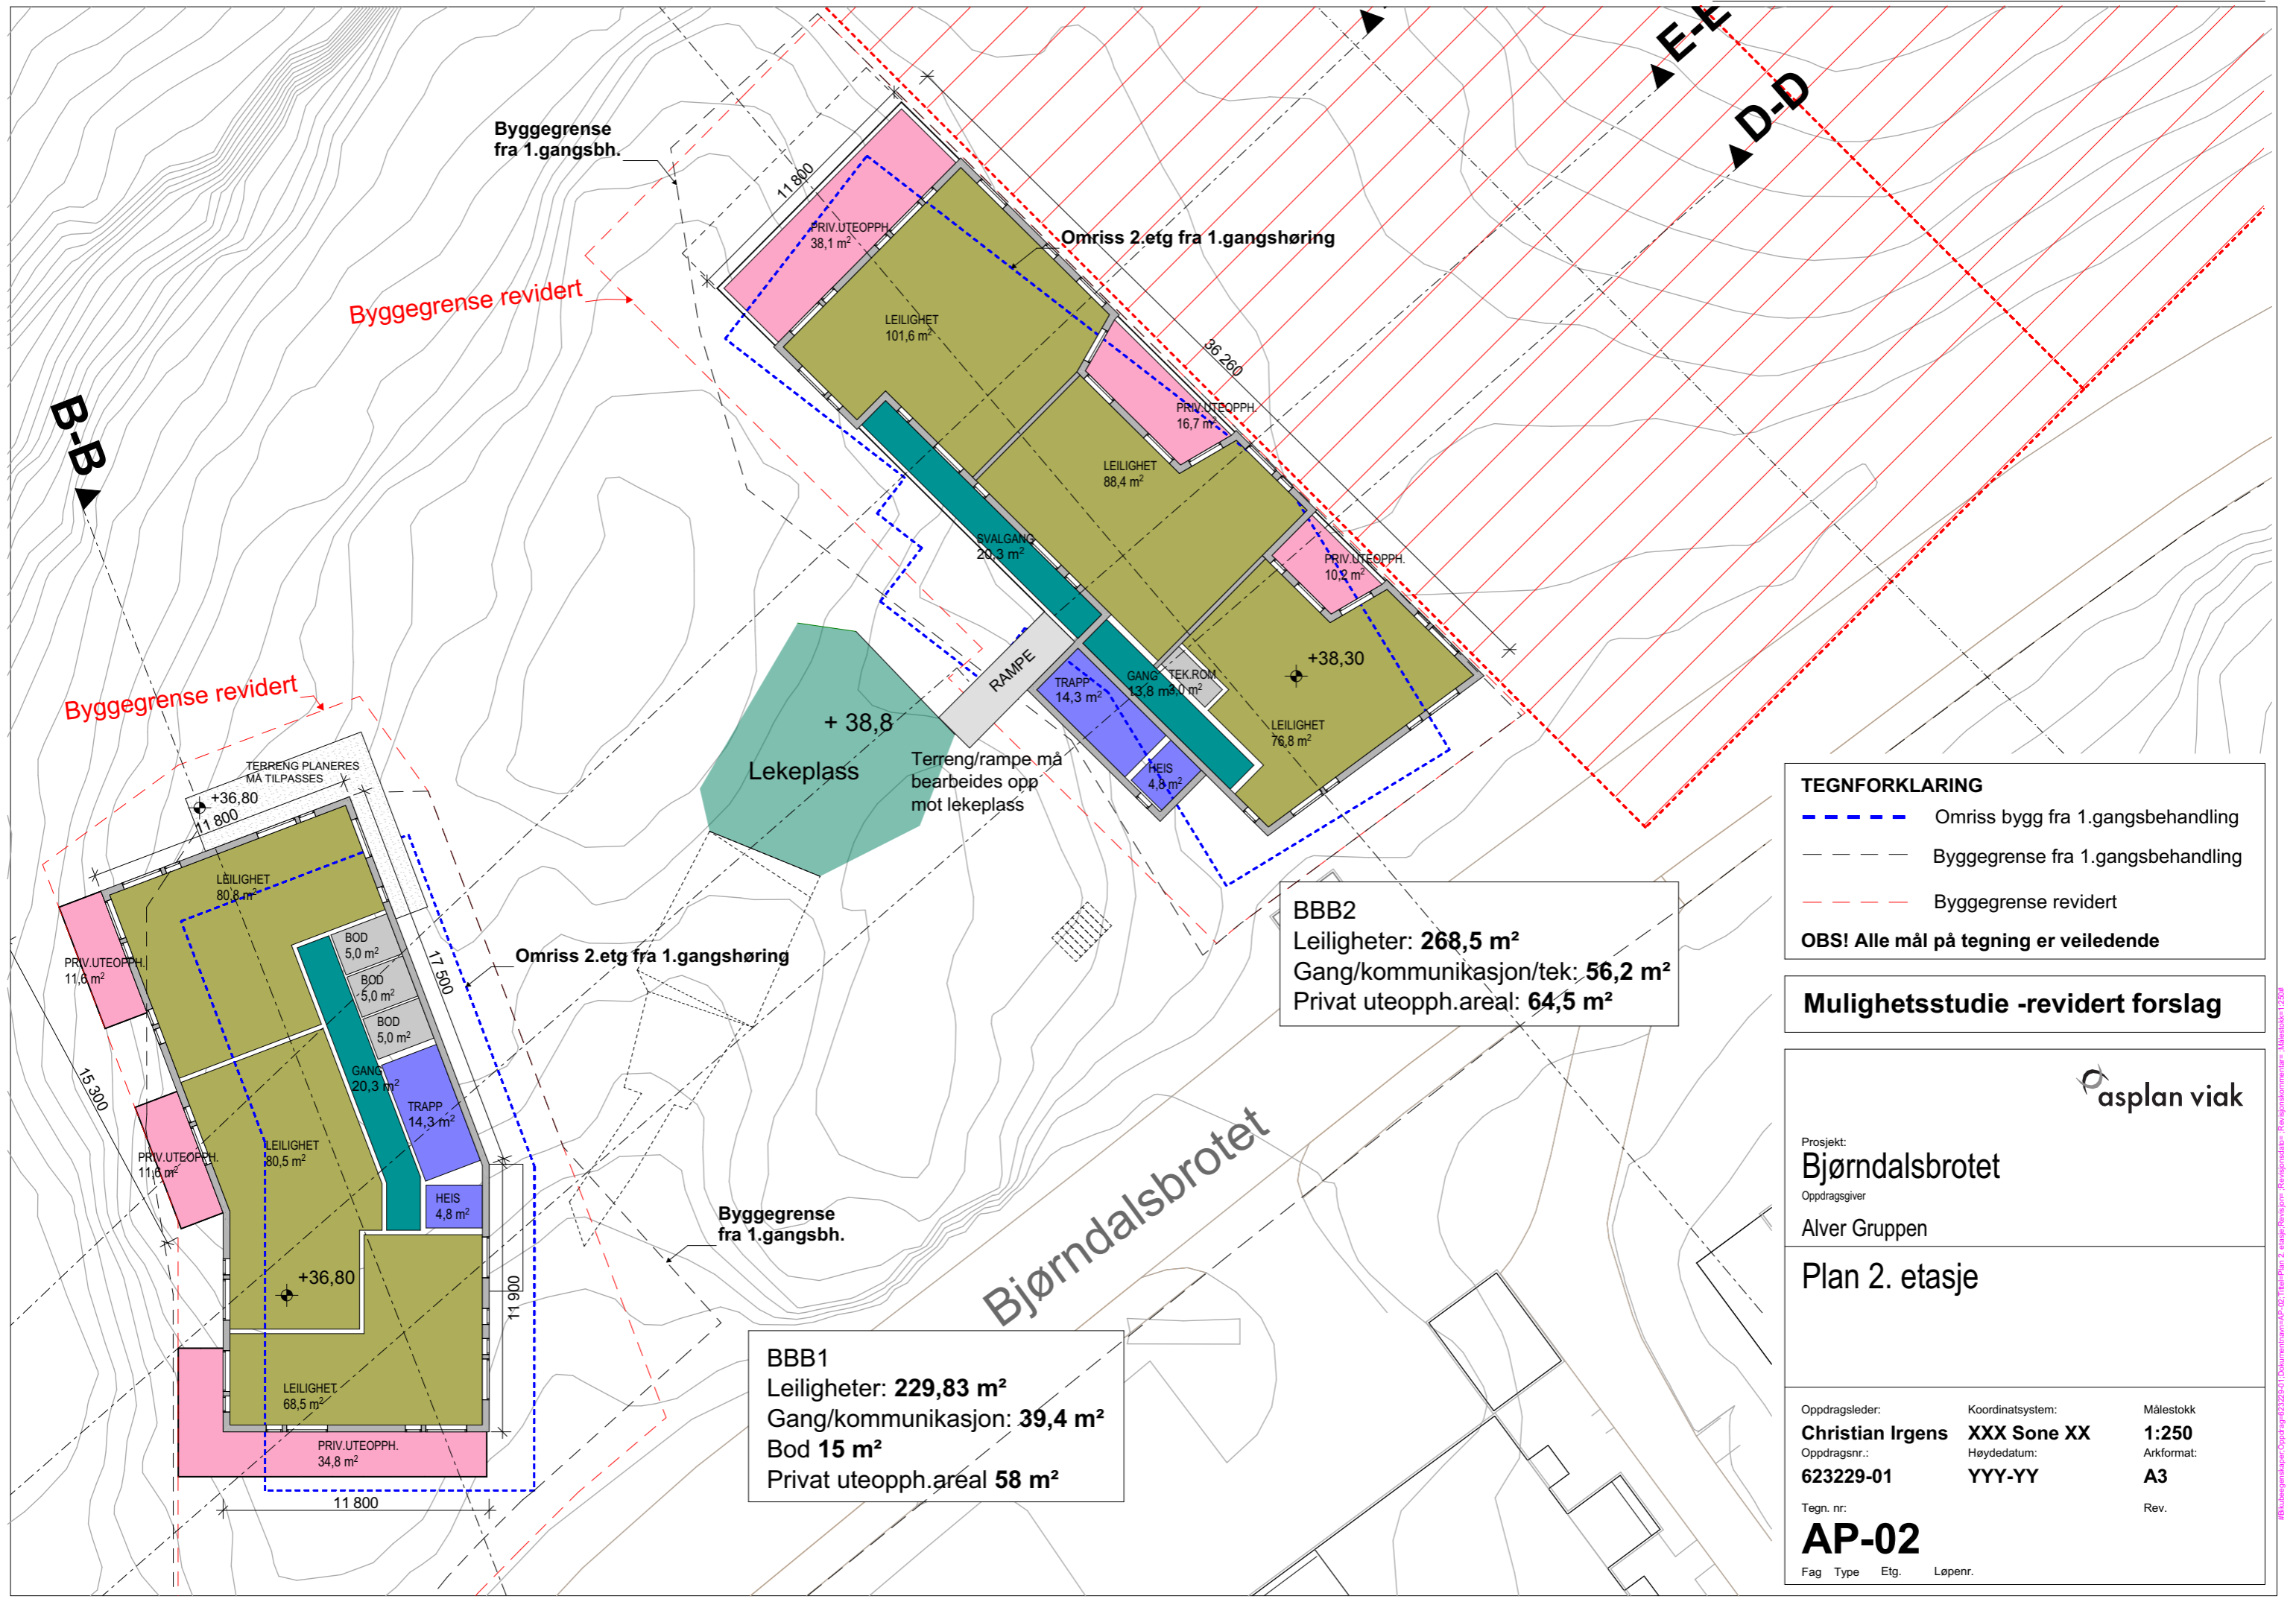 E-E
D-D
Byggegrense
fra 1.gangsbh.
11 800
PRIV.UTEOPPH.
38,1 m²
Omriss 2.etg fra 1.gangshøring
Byggegrense revidert
LEILIGHET
101,6 m²
36 260
PRIV.UTEOPPH.
16,7 m²
B-B
LEILIGHET
88,4 m²
SVALGANG
20,3 m²
PRIV.UTEOPPH.
10,2 m²
RAMPE
+38,30
TRAPP
14,3 m²
GANG
13,8 m²
TEK.ROM
3,0 m²
LEILIGHET
76,8 m²
HEIS
4,8 m²
+ 38,8
Lekeplass
Terreng/rampe må
bearbeides opp
mot lekeplass
Byggegrense revidert
TERRENG PLANERES
MÅ TILPASSES
+36,80
11 800
LEILIGHET
80,8 m²
BOD
5,0 m²
BOD
5,0 m²
BOD
5,0 m²
17 500
Omriss 2.etg fra 1.gangshøring
PRIV.UTEOPPH.
11,6 m²
15 300
GANG
20,3 m²
TRAPP
14,3 m²
LEILIGHET
80,5 m²
PRIV.UTEOPPH.
11,6 m²
HEIS
4,8 m²
Byggegrense
fra 1.gangsbh.
+36,80
11 900
LEILIGHET
68,5 m²
PRIV.UTEOPPH.
34,8 m²
11 800
Bjørndalsbrotet
BBB2
Leiligheter: 268,5 m²
Gang/kommunikasjon/tek: 56,2 m²
Privat uteopph.areal: 64,5 m²
BBB1
Leiligheter: 229,83 m²
Gang/kommunikasjon: 39,4 m²
Bod 15 m²
Privat uteopph.areal 58 m²
TEGNFORKLARING
Omriss bygg fra 1.gangsbehandling
Byggegrense fra 1.gangsbehandling
Byggegrense revidert
OBS! Alle mål på tegning er veiledende
Mulighetsstudie -revidert forslag
asplan viak
Prosjekt:
Bjørndalsbrotet
Oppdragsgiver
Alver Gruppen
Plan 2. etasje
Oppdragsleder: Koordinatsystem: Målestokk
Christian Irgens XXX Sone XX 1:250
Oppdragsnr.: Høydedatum: Arkformat:
623229-01 YYY-YY A3
Tegn. nr: Rev.
AP-02
Fag Type Etg. Løpenr.